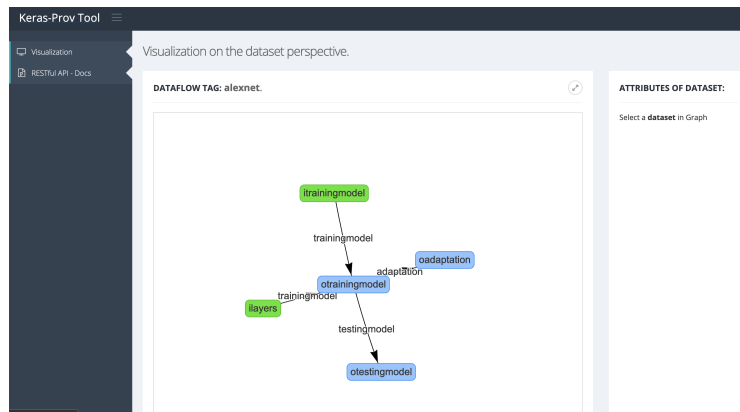 Keras-Prov Tool
Visualization
RESTful API - Docs
Visualization on the dataset perspective.
DATAFLOW TAG: alexnet.
itrainingmodel
trainingmodel
oadaptation
adaptation
otrainingmodel
trainingmodel
ilayers
testingmodel
otestingmodel
ATTRIBUTES OF DATASET:
Select a dataset in Graph